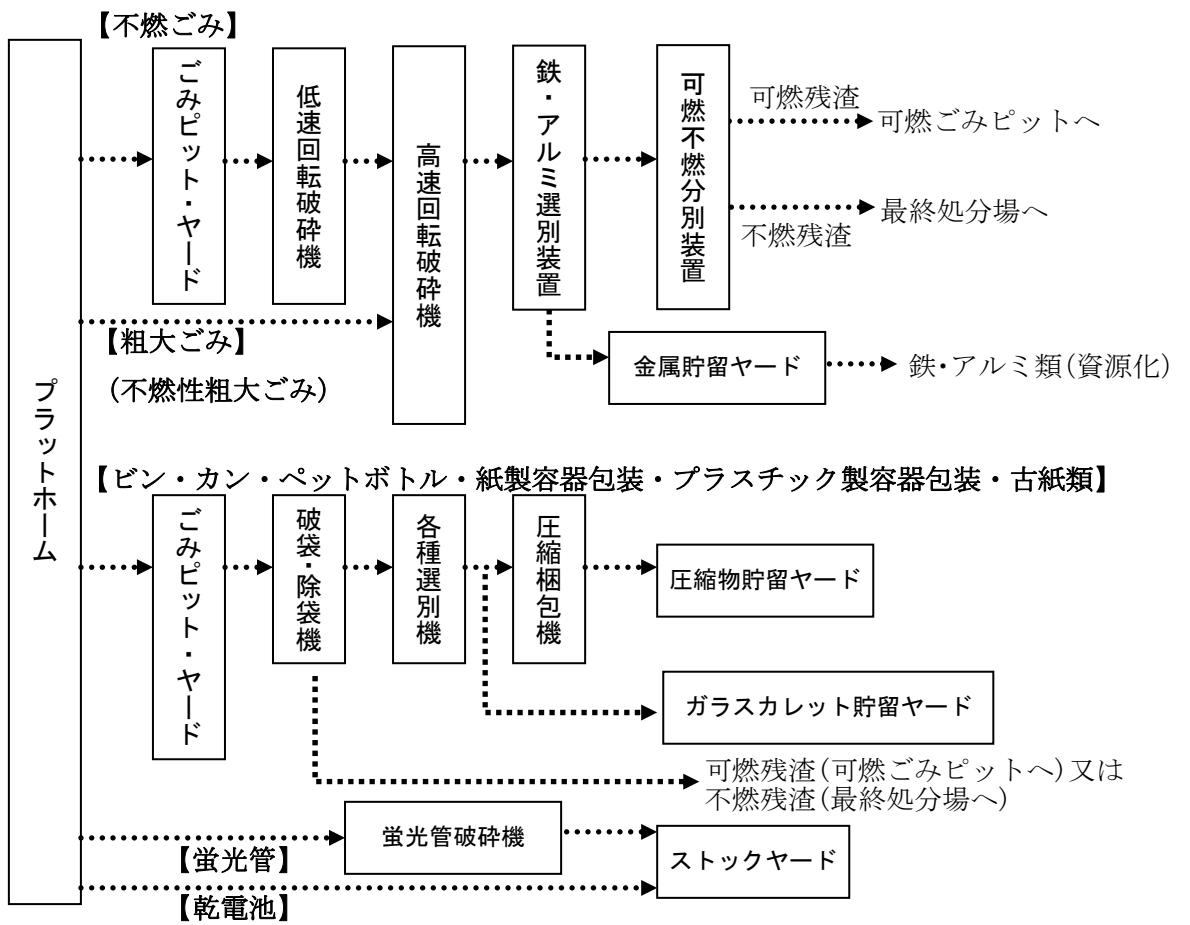 【不燃ごみ】
プラットホーム
ごみピット・ヤード
低速回転破砕機
高速回転破砕機
鉄・アルミ選別装置
可燃不燃分別装置
可燃残渣
可燃ごみピットへ
不燃残渣
最終処分場へ
【粗大ごみ】
(不燃性粗大ごみ)
金属貯留ヤード
鉄・アルミ類(資源化)
【ビン・カン・ペットボトル・紙製容器包装・プラスチック製容器包装・古紙類】
ごみピット・ヤード
破袋・除袋機
各種選別機
圧縮梱包機
圧縮物貯留ヤード
ガラスカレット貯留ヤード
可燃残渣(可燃ごみピットへ)又は
不燃残渣(最終処分場へ)
【蛍光管】
蛍光管破砕機
ストックヤード
【乾電池】